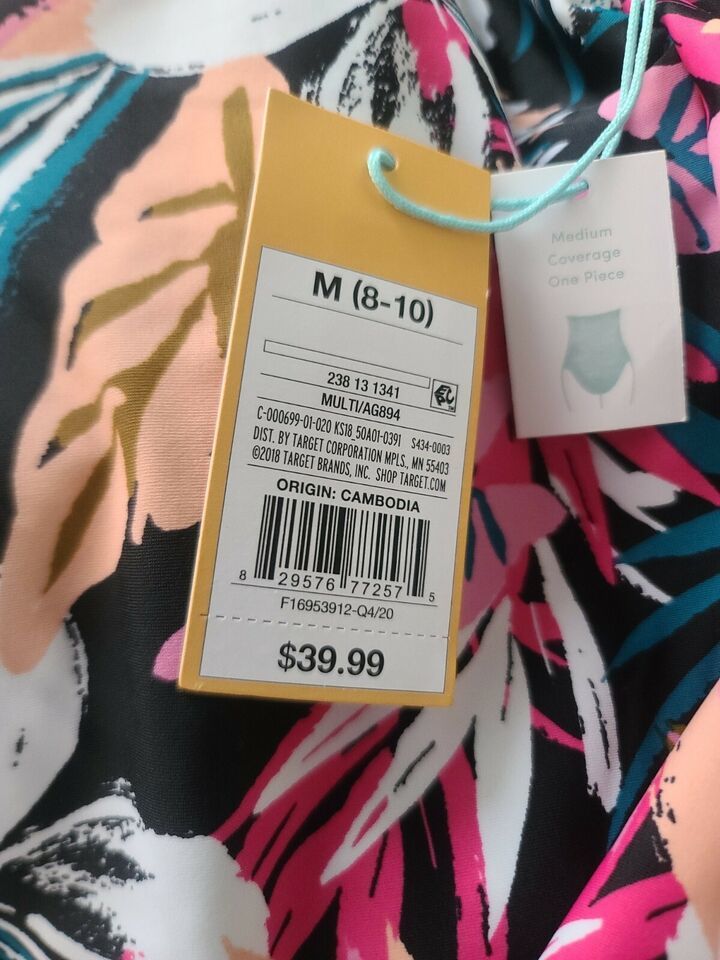 M (8-10)
238 13 1341
MULTI/AG894
C-000699-01-020 KS18_50A01-0391 S434-0003
DIST. BY TARGET CORPORATION MPLS., MN 55403
©2018 TARGET BRANDS, INC. SHOP TARGET.COM
ORIGIN: CAMBODIA
8 29576 77257 5
F16953912-Q4/20
$39.99
Medium
Coverage
One Piece